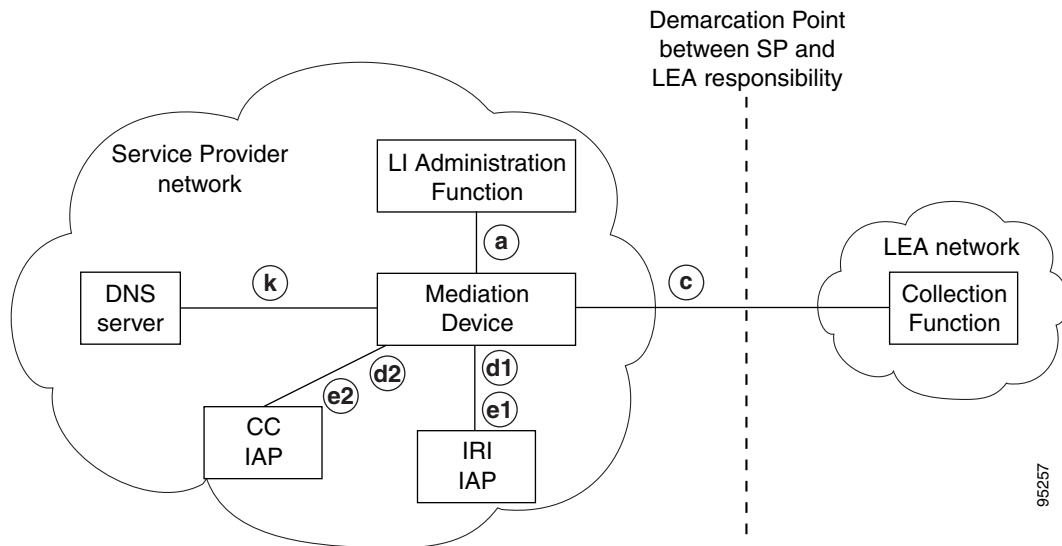 Demarcation Point
between SP and
LEA responsibility
Service Provider
network
LI Administration
Function
a
LEA network
k
c
DNS
server
Mediation
Device
Collection
Function
d2
d1
e2
e1
CC
IAP
IRI
IAP
95257